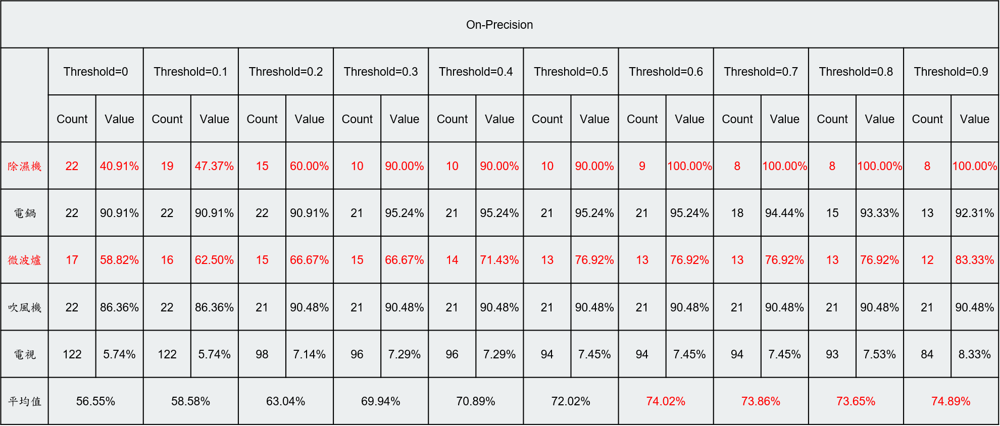 On-Precision
Threshold=0 Threshold=0.1 Threshold=0.2 Threshold=0.3 Threshold=0.4 Threshold=0.5 Threshold=0.6 Threshold=0.7 Threshold=0.8 Threshold=0.9
Count Value Count Value Count Value Count Value Count Value Count Value Count Value Count Value Count Value Count Value
除濕機 22 40.91% 19 47.37% 15 60.00% 10 90.00% 10 90.00% 10 90.00% 9 100.00% 8 100.00% 8 100.00% 8 100.00%
電鍋 22 90.91% 22 90.91% 22 90.91% 21 95.24% 21 95.24% 21 95.24% 21 95.24% 18 94.44% 15 93.33% 13 92.31%
微波爐 17 58.82% 16 62.50% 15 66.67% 15 66.67% 14 71.43% 13 76.92% 13 76.92% 13 76.92% 13 76.92% 12 83.33%
吹風機 22 86.36% 22 86.36% 21 90.48% 21 90.48% 21 90.48% 21 90.48% 21 90.48% 21 90.48% 21 90.48% 21 90.48%
電視 122 5.74% 122 5.74% 98 7.14% 96 7.29% 96 7.29% 94 7.45% 94 7.45% 94 7.45% 93 7.53% 84 8.33%
平均值 56.55% 58.58% 63.04% 69.94% 70.89% 72.02% 74.02% 73.86% 73.65% 74.89%